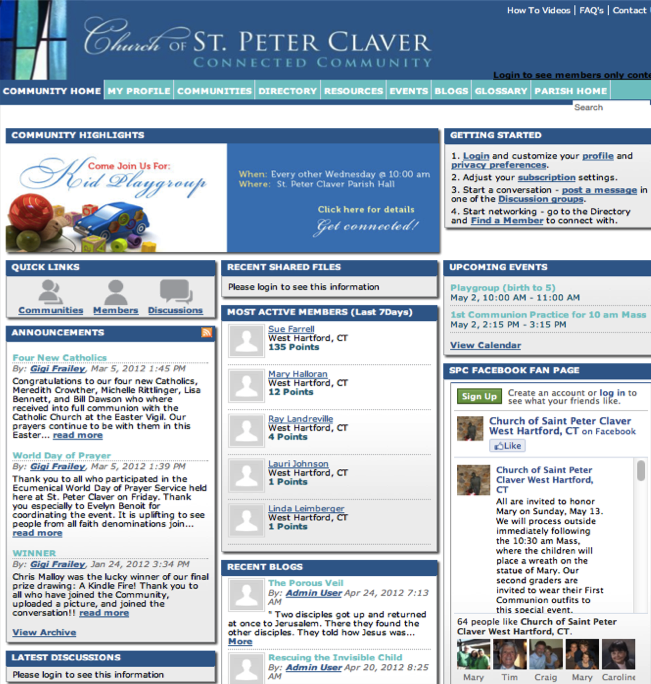 How To Videos | FAQ's | Contact
Church of St. Peter Claver
Connected Community
Login to see members only conte
COMMUNITY HOME MY PROFILE COMMUNITIES DIRECTORY RESOURCES EVENTS BLOGS GLOSSARY PARISH HOME
Search
COMMUNITY HIGHLIGHTS
Come Join Us For:
Kid Playgroup
When: Every other Wednesday @ 10:00 am
Where: St. Peter Claver Parish Hall
Click here for details
Get connected!
GETTING STARTED
1. Login and customize your profile and
privacy preferences.
2. Adjust your subscription settings.
3. Start a conversation - post a message in
one of the Discussion groups.
4. Start networking - go to the Directory
and Find a Member to connect with.
QUICK LINKS
Communities Members Discussions
ANNOUNCEMENTS
Four New Catholics
By: Gigi Frailey, Mar 5, 2012 1:45 PM
Congratulations to our four new Catholics,
Meredith Crowther, Michelle Rittlinger, Lisa
Bennett, and Bill Dawson who where
received into full communion with the
Catholic Church at the Easter Vigil. Our
prayers continue to be with them in this
Easter... read more
World Day of Prayer
By: Gigi Frailey, Mar 5, 2012 1:39 PM
Thank you to all who participated in the
Ecumenical World Day of Prayer Service held
here at St. Peter Claver on Friday. Thank
you especially to Evelyn Benoit for
coordinating the event. It is uplifting to see
people from all faith denominations join...
read more
WINNER
By: Gigi Frailey, Jan 24, 2012 3:34 PM
Chris Malloy was the lucky winner of our final
prize drawing: A Kindle Fire! Thank you to
all who have joined the Community,
uploaded a picture, and joined the
conversation!! read more
View Archive
LATEST DISCUSSIONS
Please login to see this information
RECENT SHARED FILES
Please login to see this information
MOST ACTIVE MEMBERS (Last 7Days)
Sue Farrell
West Hartford, CT
135 Points
Mary Halloran
West Hartford, CT
12 Points
Ray Landreville
West Hartford, CT
4 Points
Lauri Johnson
West Hartford, CT
1 Points
Linda Leimberger
West Hartford, CT
1 Points
RECENT BLOGS
The Porous Veil
By: Admin User Apr 24, 2012 7:13
AM
" Two disciples got up and returned
at once to Jerusalem. There they found the
other disciples. They told how Jesus was...
More
Rescuing the Invisible Child
By: Admin User Apr 20, 2012 8:25
AM
UPCOMING EVENTS
Playgroup (birth to 5)
May 2, 10:00 AM - 11:00 AM
1st Communion Practice for 10 am Mass
May 2, 2:15 PM - 3:15 PM
View Calendar
SPC FACEBOOK FAN PAGE
Sign Up Create an account or log in to
see what your friends like.
Church of Saint Peter Claver
West Hartford, CT on Facebook
Like
Church of Saint Peter
Claver West Hartford,
CT
All are invited to honor
Mary on Sunday, May 13.
We will process outside
immediately following
the 10:30 am Mass,
where the children will
place a wreath on the
statue of Mary. Our
second graders are
invited to wear their First
Communion outfits to
this special event.
64 people like Church of Saint Peter
Claver West Hartford, CT.
Mary Tim Craig Mary Caroline